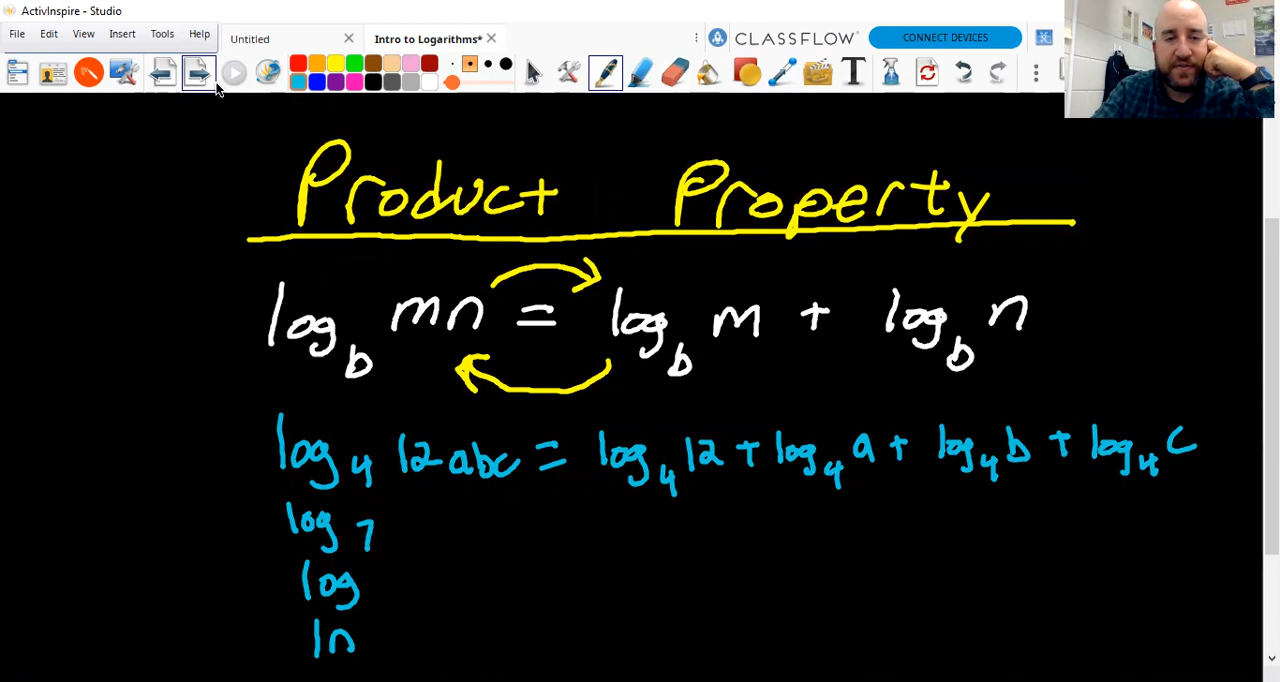 ActivInspire - Studio
File Edit View Insert Tools Help
Untitled
Intro to Logarithms*
CLASSFLOW
CONNECT DEVICES
Product Property
log_b mn = log_b m + log_b n
log_4 12abc = log_4 12 + log_4 a + log_4 b + log_4 c
log_7
log
ln